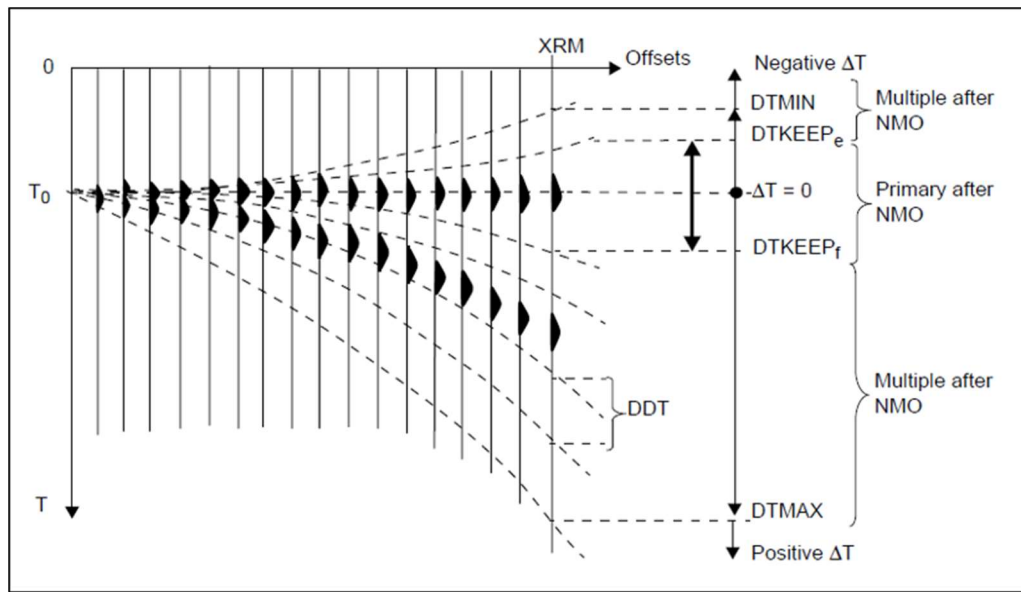 XRM
0
Offsets
Negative ΔT
DTMIN
Multiple after
NMO
DTKEEPe
T0
ΔT = 0
Primary after
NMO
DTKEEPf
DDT
Multiple after
NMO
T
DTMAX
Positive ΔT